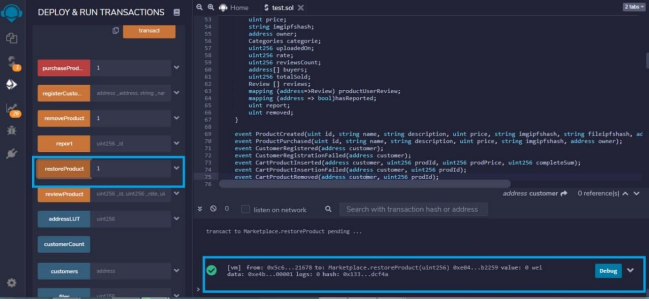 DEPLOY & RUN TRANSACTIONS
transact
purchaseProd...
1
registerCusto...
address _address, string _nar
removeProduct
1
report
uint256 _id
restoreProduct
1
reviewProduct
uint256 _id, uint256 _rate, st
addressLUT
uint256
customerCount
customers
address
files
uint256
Home
$ test.sol
2 tabs
53 uint price;
54 string imgipfshash;
55 address owner;
56 Categories categorie;
57 uint256 uploadedOn;
58 uint256 rate;
59 uint256 reviewsCount;
60 address[] buyers;
61 uint256 totalSold;
62 Review [] reviews;
63 mapping (address=>Review) productUserReview;
64 mapping (address => bool)hasReported;
65 uint report;
66 uint removed;
67 }
68
69 event ProductCreated(uint id, string name, string description, uint price, string imgipfshash, string fileipfshash, ad
70 event ProductPurchased(uint id, string name, string description, uint price, string imgipfshash, address owner);
71 event CustomerRegistered(address customer);
72 event CustomerRegistrationFailed(address customer);
73 event CartProductInserted(address customer, uint256 prodId, uint256 prodPrice, uint256 completeSum);
74 event CartProductInsertionFailed(address customer, uint256 prodId);
75 event CartProductRemoved(address customer, uint256 prodId);
76
address customer
0 reference(s)
0
listen on network
Search with transaction hash or address
transact to Marketplace.restoreProduct pending ...
[vm] from: 0x5c6...21678 to: Marketplace.restoreProduct(uint256) 0xe04...b2259 value: 0 wei
data: 0xe4b...00001 logs: 0 hash: 0x133...dcf4a
Debug
>